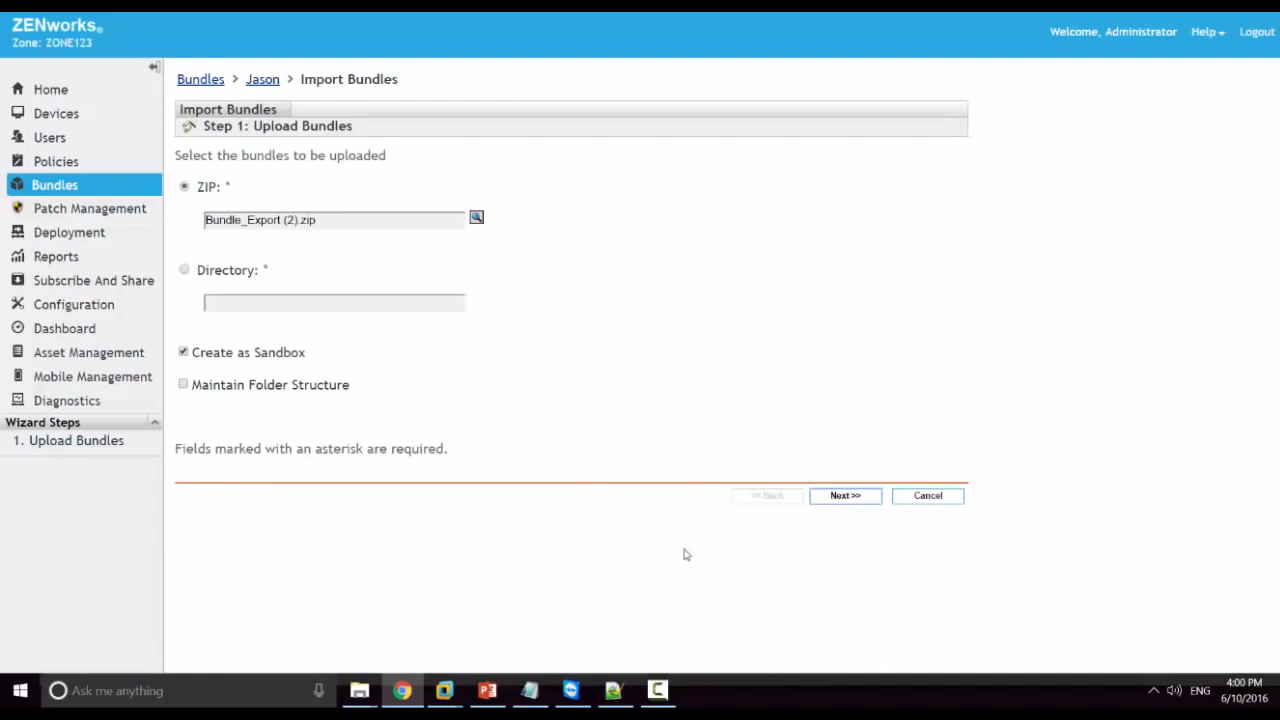 ZENworks®
Zone: ZONE123
Welcome, Administrator
Help
Logout
Home
Devices
Users
Policies
Bundles
Patch Management
Deployment
Reports
Subscribe And Share
Configuration
Dashboard
Asset Management
Mobile Management
Diagnostics
Wizard Steps
1. Upload Bundles
Bundles > Jason > Import Bundles
Import Bundles
Step 1: Upload Bundles
Select the bundles to be uploaded
ZIP: *
Bundle_Export (2).zip
Directory: *
Create as Sandbox
Maintain Folder Structure
Fields marked with an asterisk are required.
<< Back
Next >>
Cancel
Ask me anything
ENG
4:00 PM
6/10/2016